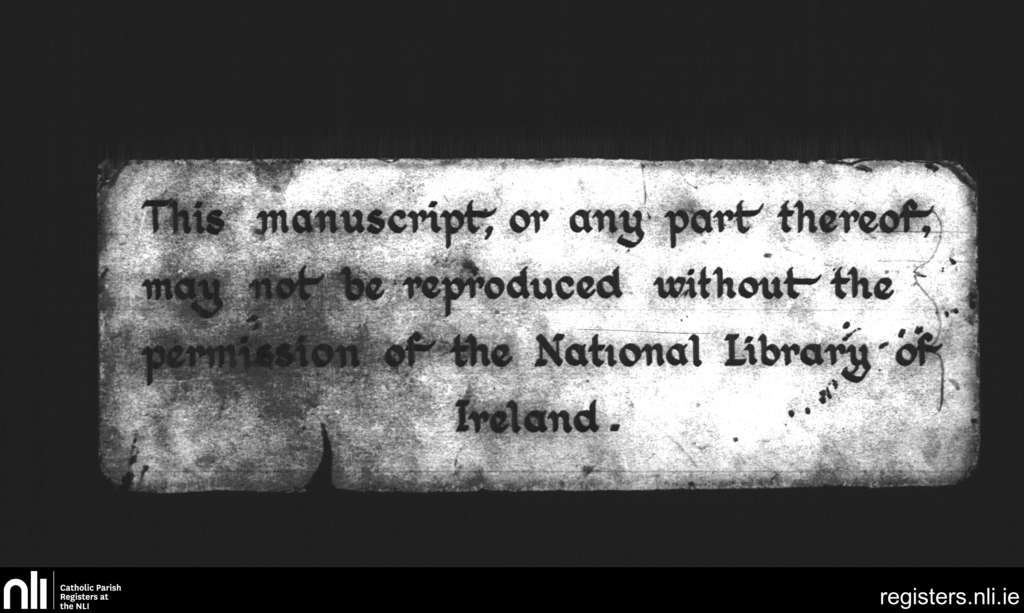 This manuscript, or any part thereof,
may not be reproduced without the
permission of the National Library of
Ireland.
nli
Catholic Parish
Registers at
the NLI
registers.nli.ie